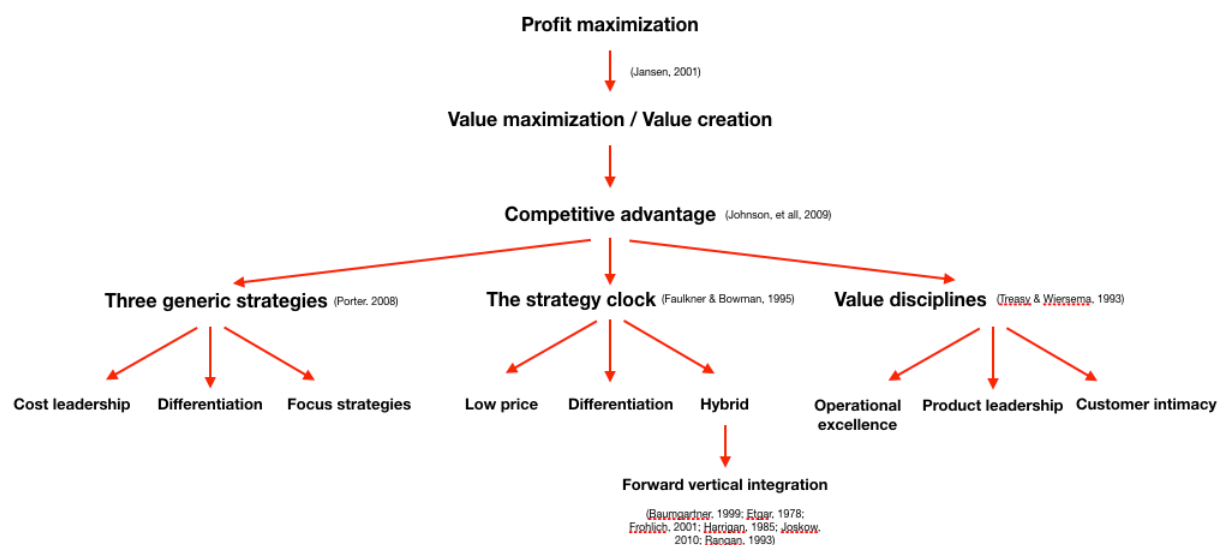 Profit maximization
(Jansen, 2001)
Value maximization / Value creation
Competitive advantage (Johnson, et all, 2009)
Three generic strategies (Porter. 2008)
The strategy clock (Faulkner & Bowman, 1995)
Value disciplines (Treasy & Wiersema, 1993)
Cost leadership
Differentiation
Focus strategies
Low price
Differentiation
Hybrid
Operational
excellence
Product leadership
Customer intimacy
Forward vertical integration
(Baumgartner, 1999; Etgar, 1978;
Frohlich, 2001; Harrigan, 1985; Joskow,
2010; Rangan, 1993)